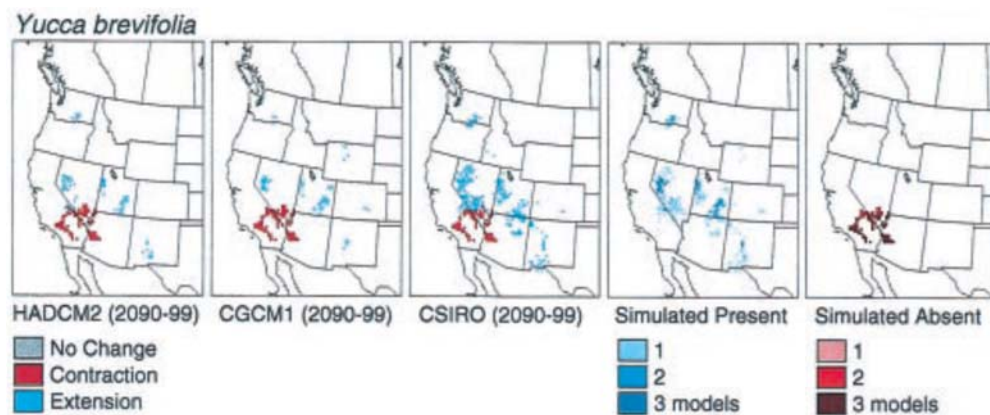 Yucca brevifolia
HADCM2 (2090-99)
CGCM1 (2090-99)
CSIRO (2090-99)
Simulated Present
Simulated Absent
No Change
Contraction
Extension
1
2
3 models
1
2
3 models